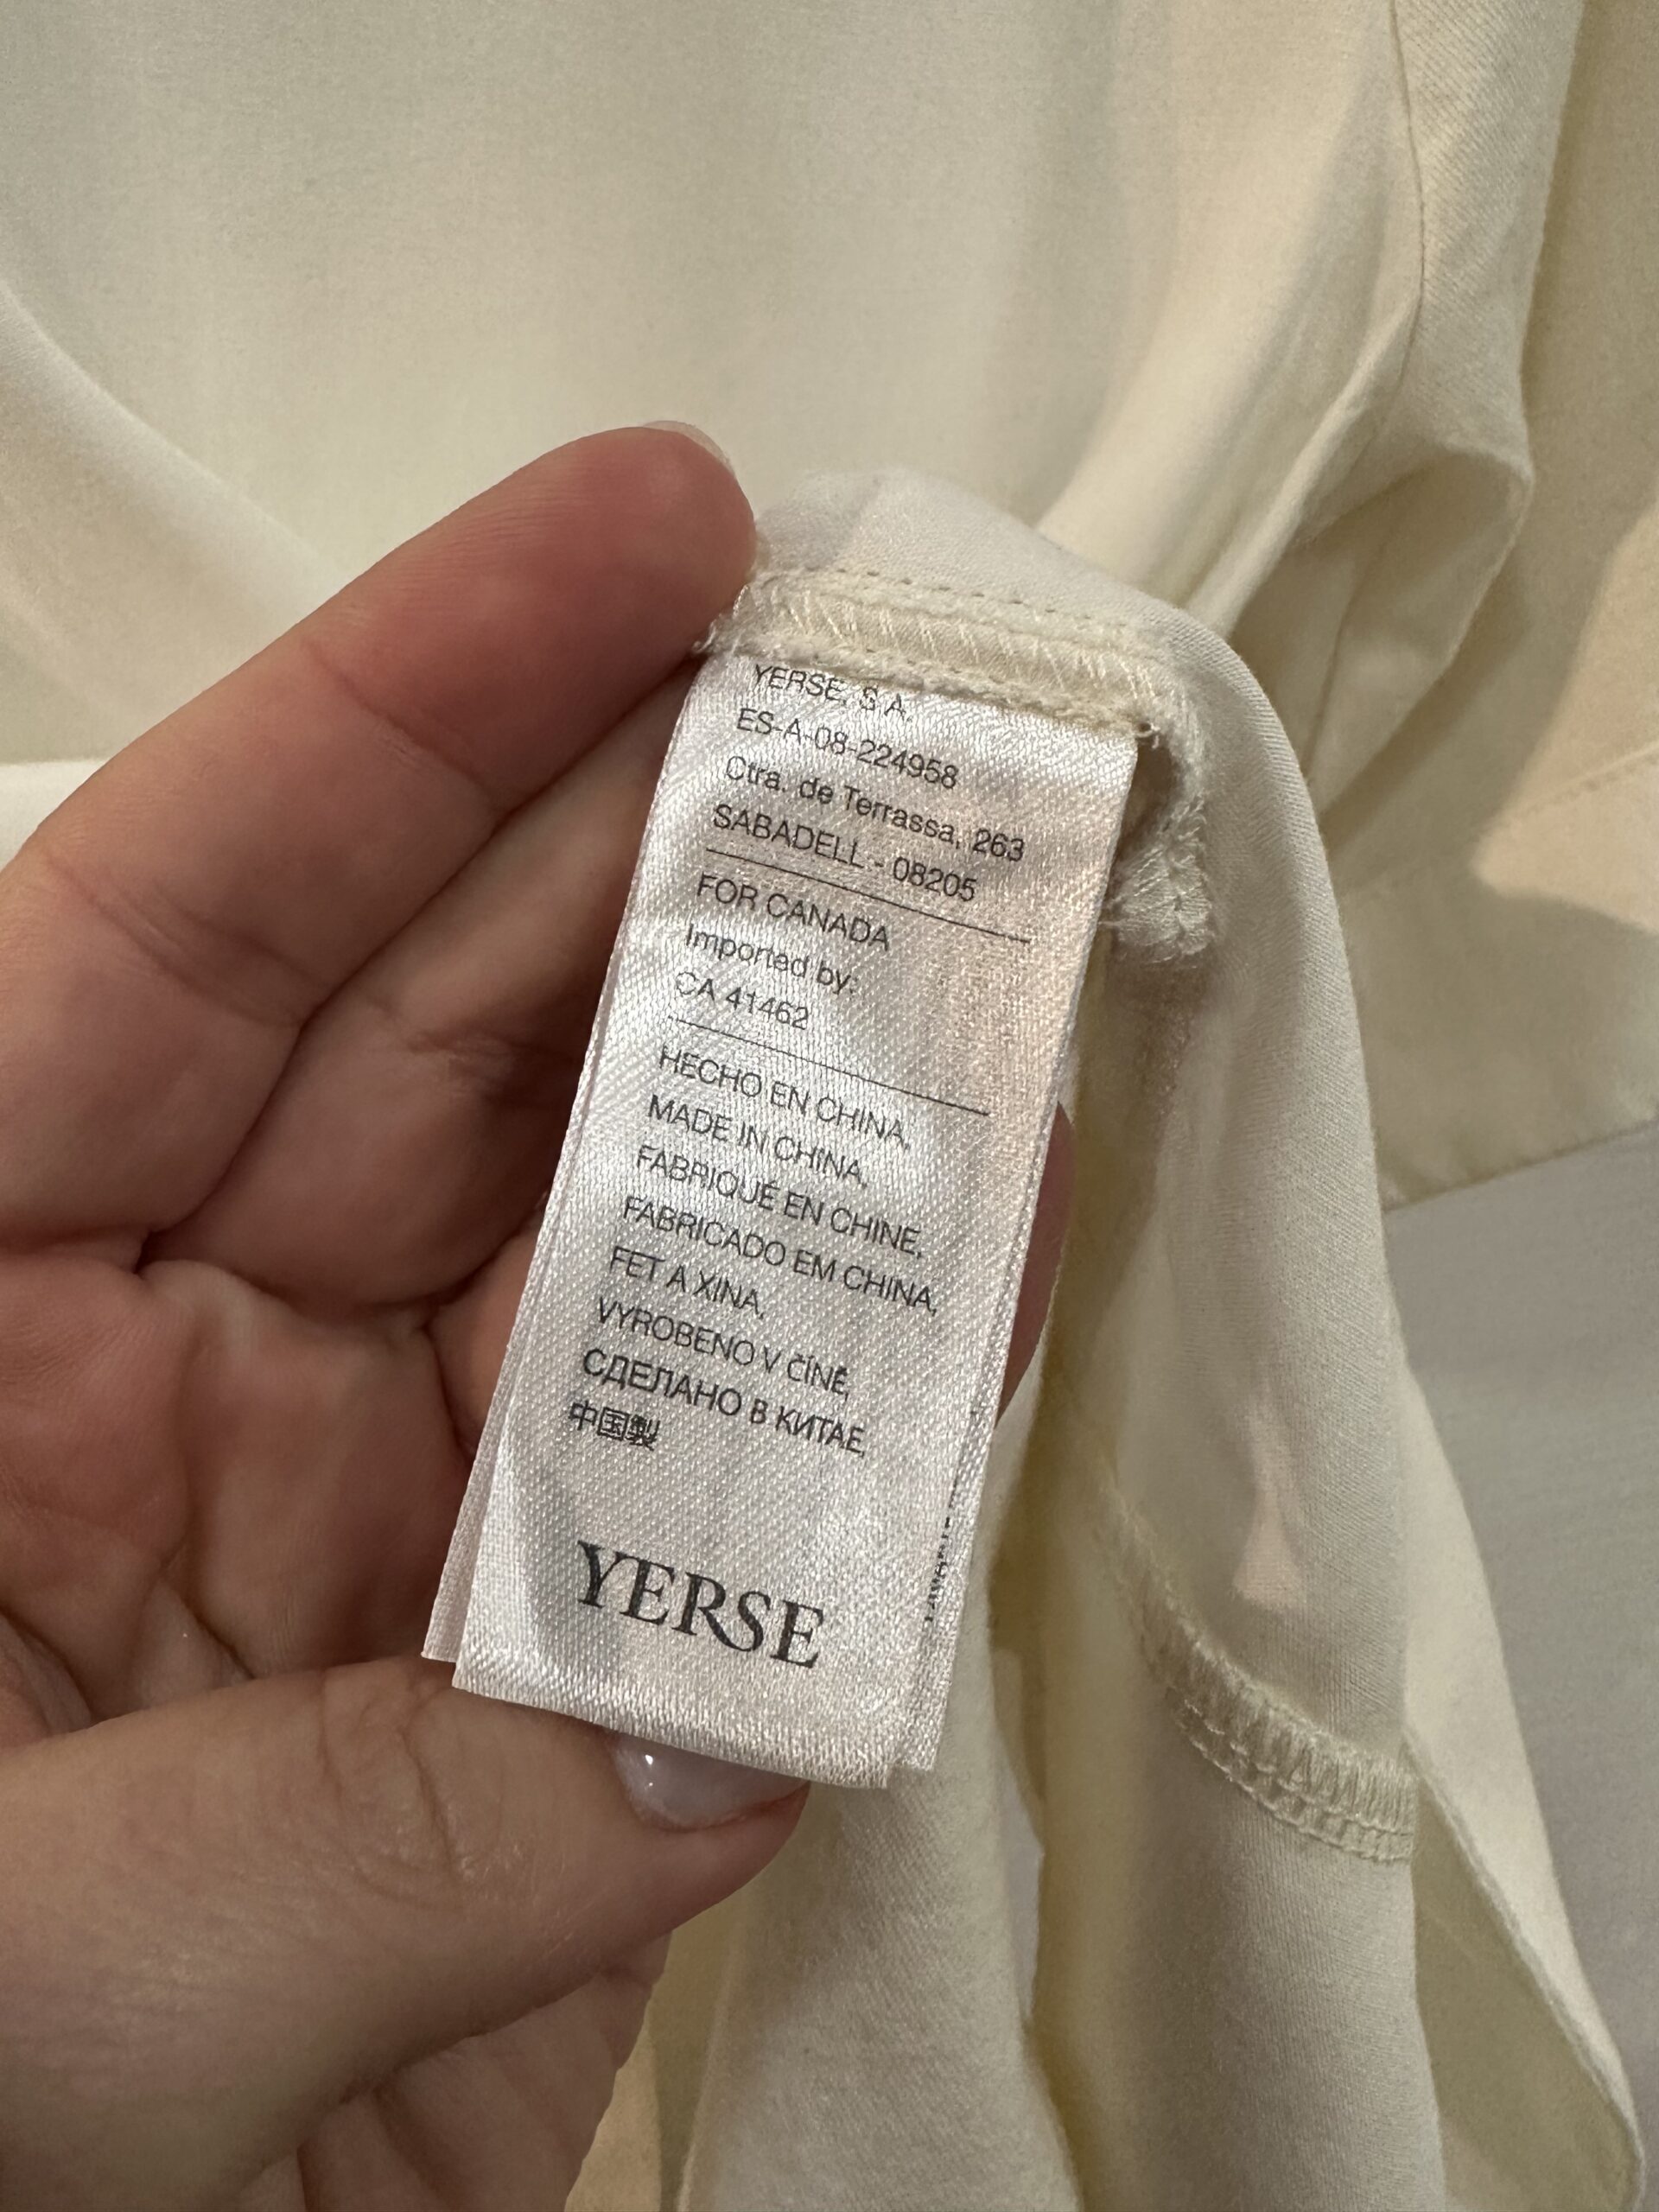 YERSE, S.A.
ES-A-08-224958
Ctra. de Terrassa, 263
SABADELL - 08205
FOR CANADA
Imported by:
CA 41462
HECHO EN CHINA,
MADE IN CHINA,
FABRIQUÉ EN CHINE,
FABRICADO EM CHINA,
FET A XINA,
VYROBENO V ČÍNĚ,
СДЕЛАНО В КИТАЕ,
中国製
YERSE